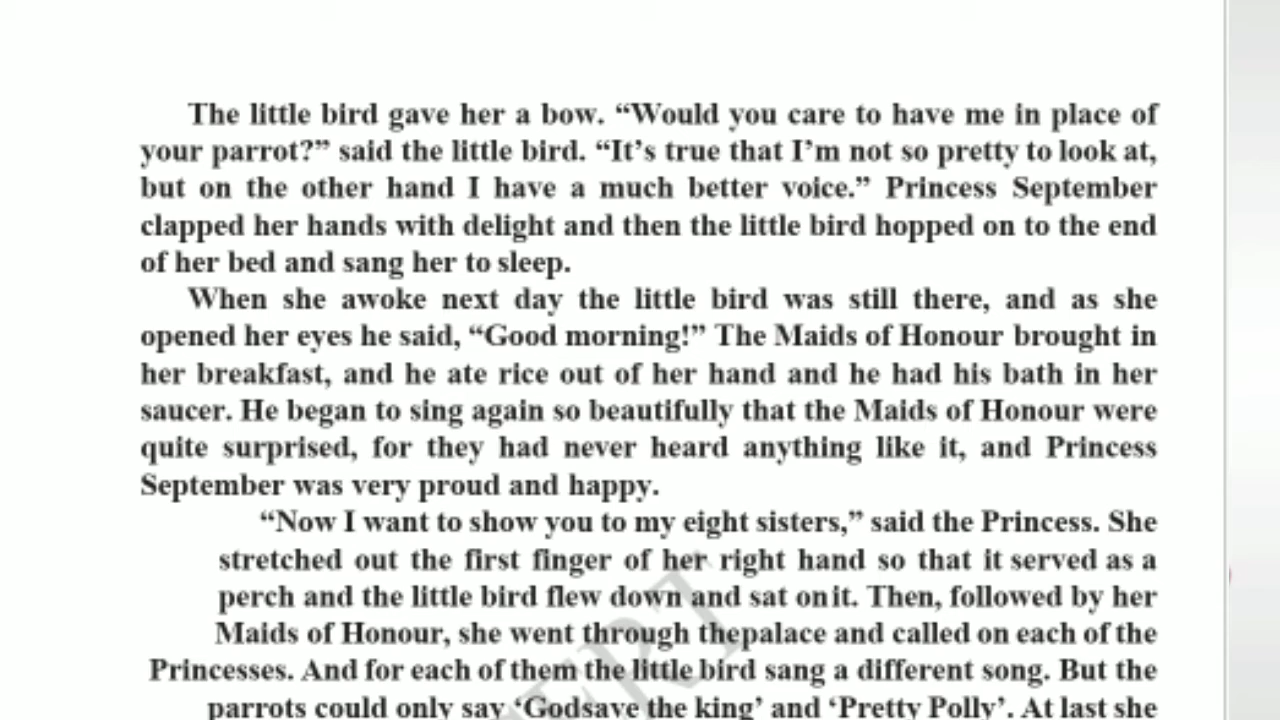 The little bird gave her a bow. “Would you care to have me in place of
your parrot?” said the little bird. “It’s true that I’m not so pretty to look at,
but on the other hand I have a much better voice.” Princess September
clapped her hands with delight and then the little bird hopped on to the end
of her bed and sang her to sleep.
When she awoke next day the little bird was still there, and as she
opened her eyes he said, “Good morning!” The Maids of Honour brought in
her breakfast, and he ate rice out of her hand and he had his bath in her
saucer. He began to sing again so beautifully that the Maids of Honour were
quite surprised, for they had never heard anything like it, and Princess
September was very proud and happy.
“Now I want to show you to my eight sisters,” said the Princess. She
stretched out the first finger of her right hand so that it served as a
perch and the little bird flew down and sat onit. Then, followed by her
Maids of Honour, she went through thepalace and called on each of the
Princesses. And for each of them the little bird sang a different song. But the
parrots could only say ‘Godsave the king’ and ‘Pretty Polly’. At last she